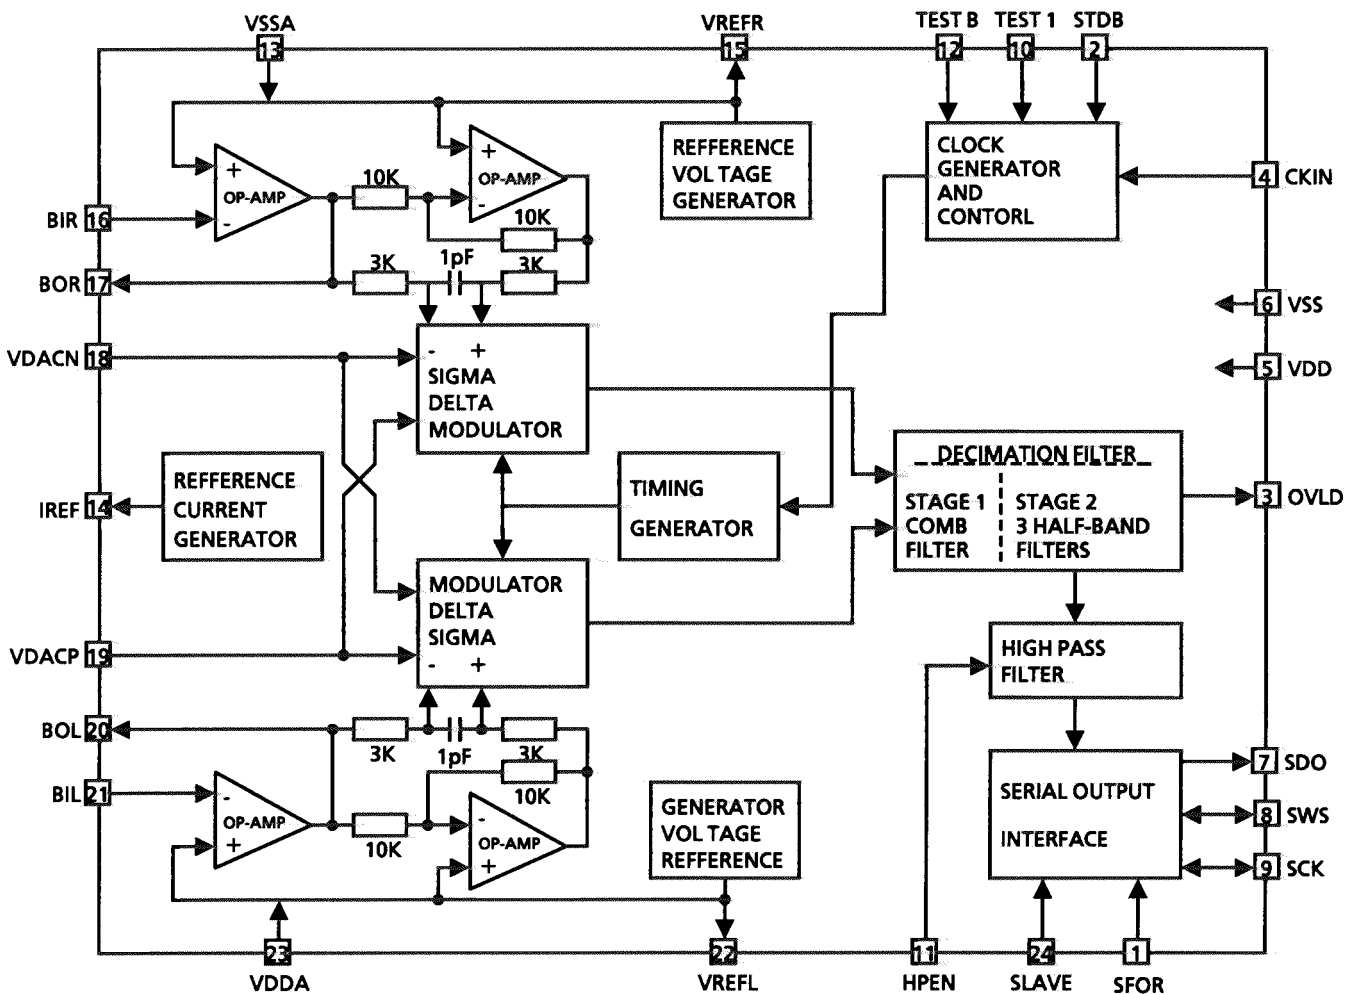 VSSA
VREFR
TEST B
TEST 1
STDB
13
15
12
10
2
REFFERENCE
VOL TAGE
GENERATOR
CLOCK
GENERATOR
AND
CONTORL
4 CKIN
+
OP-AMP
-
+
OP-AMP
-
10K
10K
BIR 16
BOR 17
3K
1pF
3K
6 VSS
VDACN 18
- +
SIGMA
DELTA
MODULATOR
5 VDD
DECIMATION FILTER
STAGE 1
COMB
FILTER
STAGE 2
3 HALF-BAND
FILTERS
3 OVLD
IREF 14
REFFERENCE
CURRENT
GENERATOR
TIMING
GENERATOR
MODULATOR
DELTA
SIGMA
- +
VDACP 19
HIGH PASS
FILTER
BOL 20
3K
1pF
3K
BIL 21
-
OP-AMP
+
10K
10K
-
OP-AMP
+
GENERATOR
VOL TAGE
REFFERENCE
SERIAL OUTPUT
INTERFACE
7 SDO
8 SWS
9 SCK
23
22
11
24
1
VDDA
VREFL
HPEN
SLAVE
SFOR